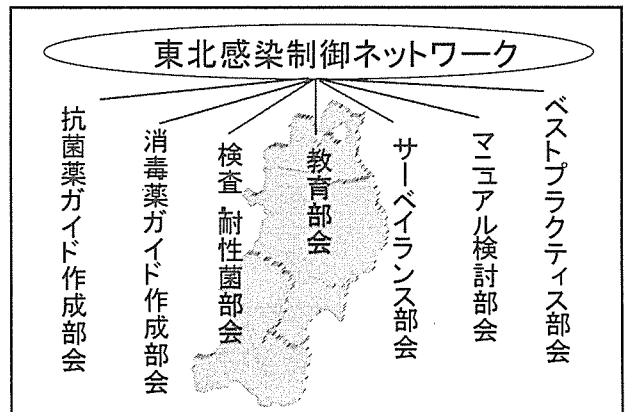 東北感染制御ネットワーク
抗菌薬ガイド作成部会
消毒薬ガイド作成部会
検査・耐性菌部会
教育部会
サーベイランス部会
マニュアル検討部会
ベストプラクティス部会